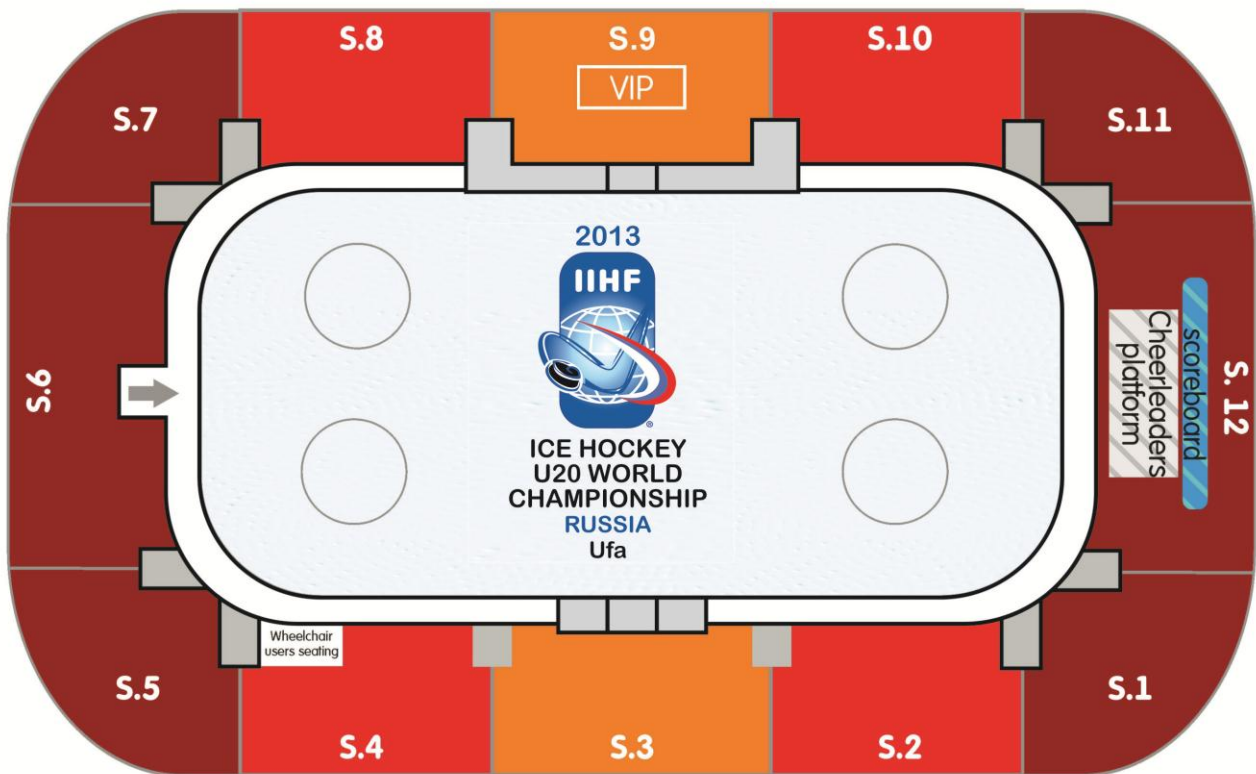 S.8
S.9
S.10
VIP
S.7
S.11
2013
IIHF
®
S.6
scoreboard
Cheerleaders
platform
S. 12
ICE HOCKEY
U20 WORLD
CHAMPIONSHIP
RUSSIA
Ufa
Wheelchair
users seating
S.5
S.1
S.4
S.3
S.2